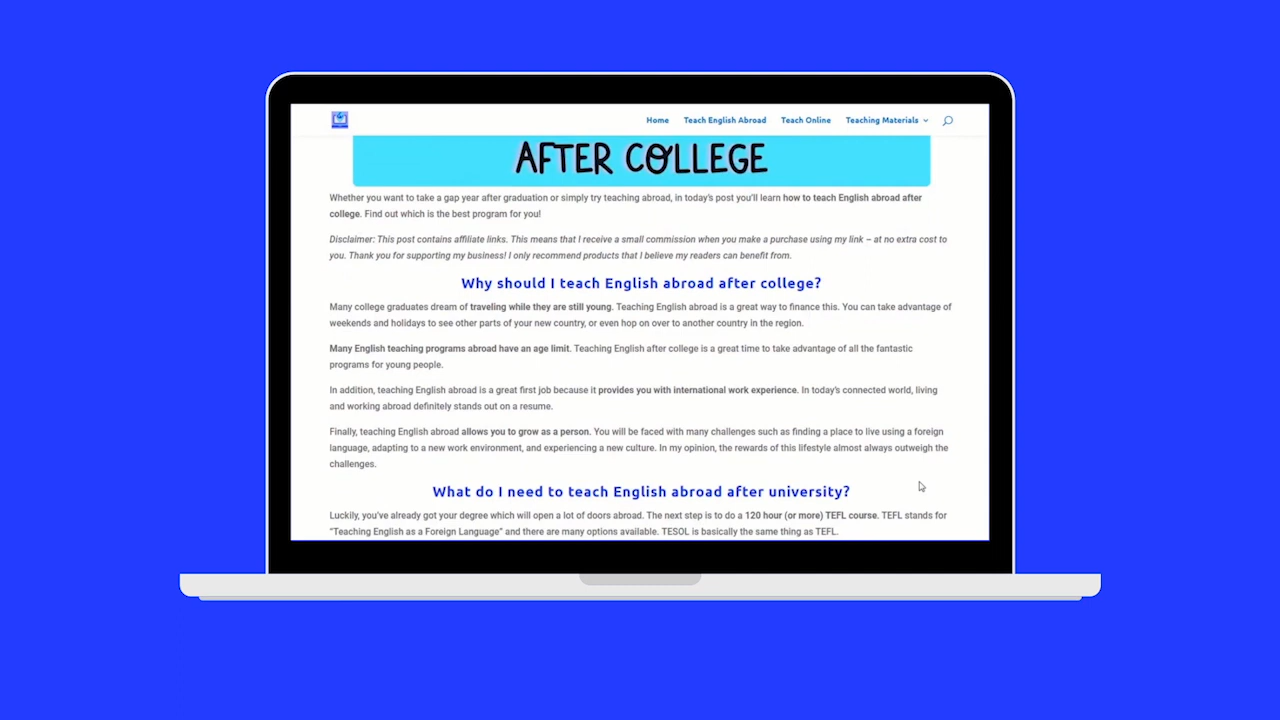 Home Teach English Abroad Teach Online Teaching Materials
AFTER COLLEGE
Whether you want to take a gap year after graduation or simply try teaching abroad, in today's post you'll learn how to teach English abroad after
college. Find out which is the best program for you!
Disclaimer: This post contains affiliate links. This means that I receive a small commission when you make a purchase using my link – at no extra cost to
you. Thank you for supporting my business! I only recommend products that I believe my readers can benefit from.
Why should I teach English abroad after college?
Many college graduates dream of traveling while they are still young. Teaching English abroad is a great way to finance this. You can take advantage of
weekends and holidays to see other parts of your new country, or even hop on over to another country in the region.
Many English teaching programs abroad have an age limit. Teaching English after college is a great time to take advantage of all the fantastic
programs for young people.
In addition, teaching English abroad is a great first job because it provides you with international work experience. In today's connected world, living
and working abroad definitely stands out on a resume.
Finally, teaching English abroad allows you to grow as a person. You will be faced with many challenges such as finding a place to live using a foreign
language, adapting to a new work environment, and experiencing a new culture. In my opinion, the rewards of this lifestyle almost always outweigh the
challenges.
What do I need to teach English abroad after university?
Luckily, you've already got your degree which will open a lot of doors abroad. The next step is to do a 120 hour (or more) TEFL course. TEFL stands for
"Teaching English as a Foreign Language" and there are many options available. TESOL is basically the same thing as TEFL.